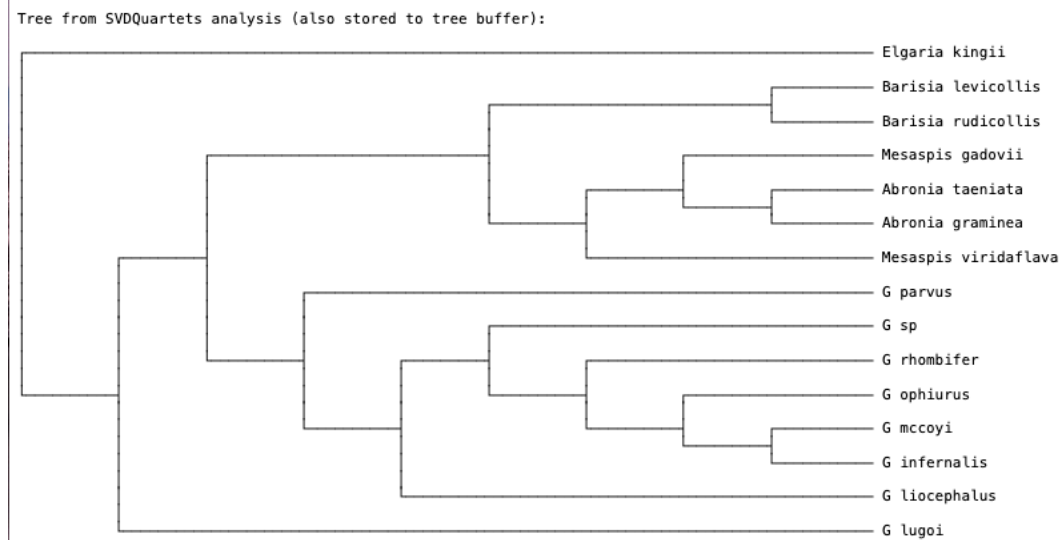 Tree from SVDQuartets analysis (also stored to tree buffer):
Elgaria kingii
Barisia levicollis
Barisia rudicollis
Mesaspis gadovii
Abronia taeniata
Abronia graminea
Mesaspis viridaflava
G parvus
G sp
G rhombifer
G ophiurus
G mccoyi
G infernalis
G liocephalus
G lugoi